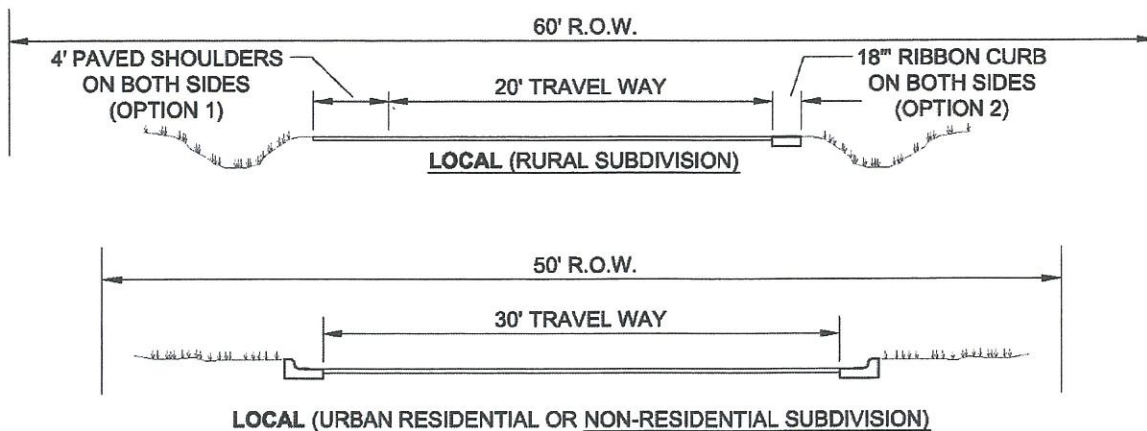 60' R.O.W.
4' PAVED SHOULDERS
ON BOTH SIDES
(OPTION 1)
20' TRAVEL WAY
18"' RIBBON CURB
ON BOTH SIDES
(OPTION 2)
LOCAL (RURAL SUBDIVISION)
50' R.O.W.
30' TRAVEL WAY
LOCAL (URBAN RESIDENTIAL OR NON-RESIDENTIAL SUBDIVISION)